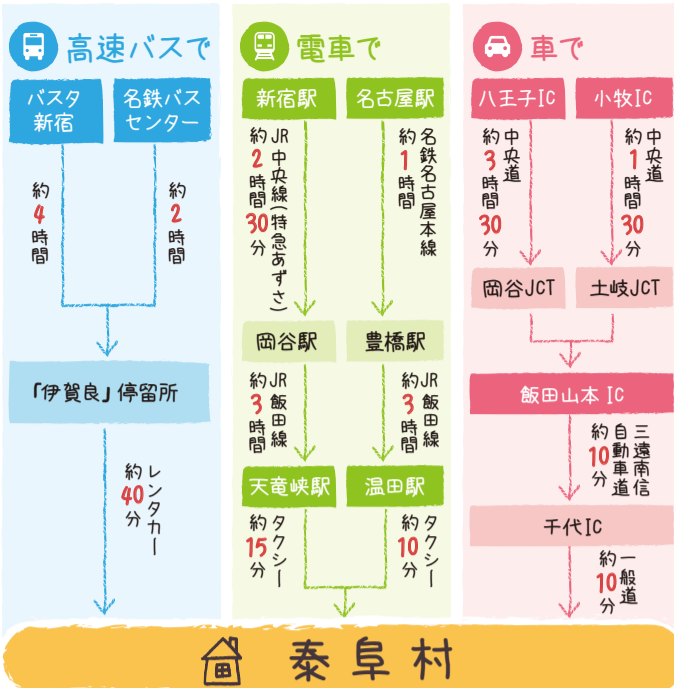 高速バスで
バスタ
新宿
名鉄バス
センター
約4時間
約2時間
「伊賀良」停留所
レンタカー
約40分
電車で
新宿駅
名古屋駅
JR中央線(特急あずさ)
約2時間30分
名鉄名古屋本線
約1時間
岡谷駅
豊橋駅
JR飯田線
約3時間
JR飯田線
約3時間
天竜峡駅
温田駅
タクシー
約15分
タクシー
約10分
車で
八王子IC
小牧IC
中央道
約3時間30分
中央道
約1時間30分
岡谷JCT
土岐JCT
飯田山本IC
三遠南信
自動車道
約10分
千代IC
一般道
約10分
泰阜村